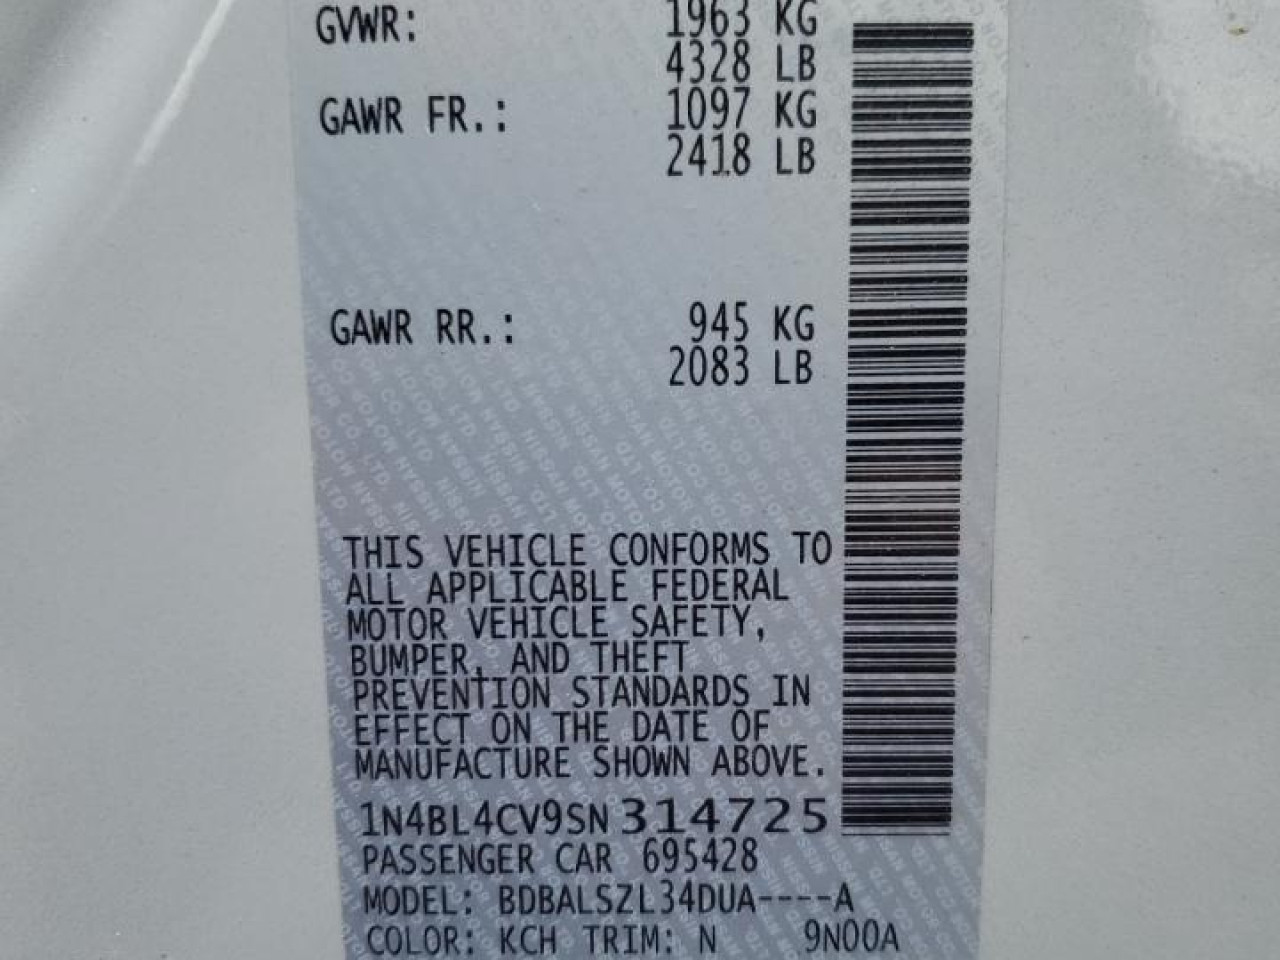 GVWR: 1963 KG
4328 LB
GAWR FR.: 1097 KG
2418 LB
GAWR RR.: 945 KG
2083 LB
THIS VEHICLE CONFORMS TO
ALL APPLICABLE FEDERAL
MOTOR VEHICLE SAFETY,
BUMPER, AND THEFT
PREVENTION STANDARDS IN
EFFECT ON THE DATE OF
MANUFACTURE SHOWN ABOVE.
1N4BL4CV9SN314725
PASSENGER CAR 695428
MODEL: BDBALSZL34DUA----A
COLOR: KCH TRIM: N 9N00A